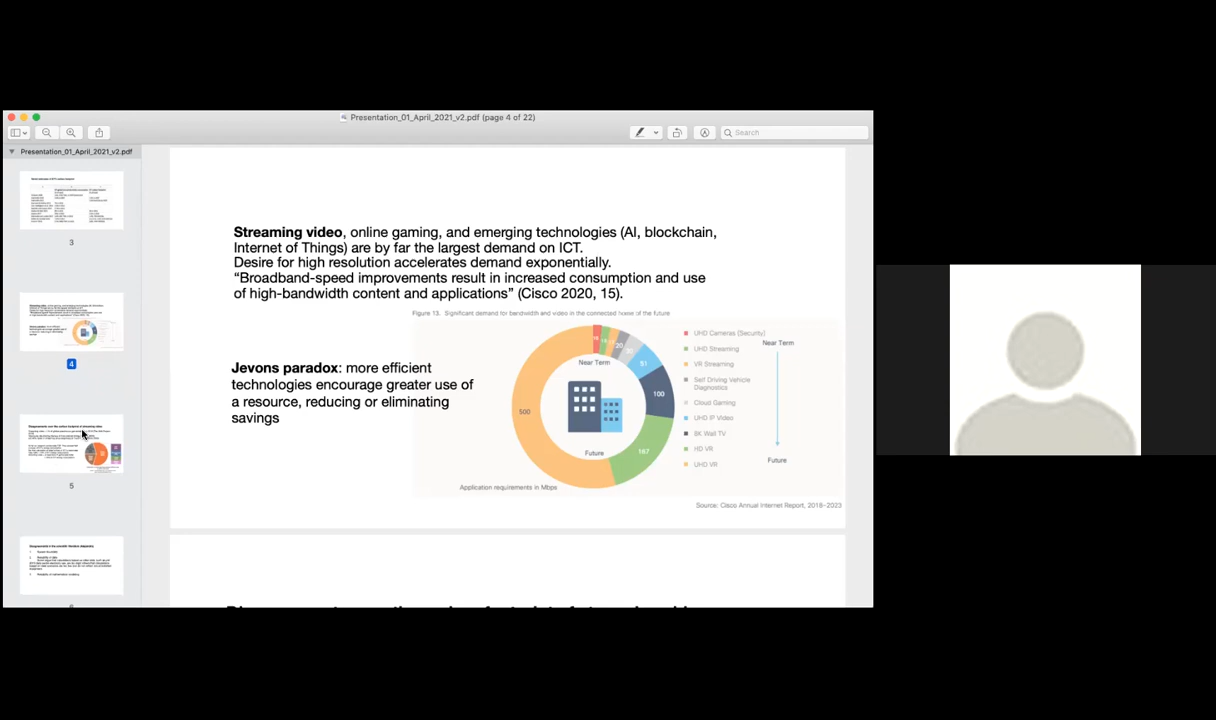 Presentation_01_April_2021_v2.pdf (page 4 of 22)
Search
Presentation_01_April_2021_v2.pdf
3
4
5
Streaming video, online gaming, and emerging technologies (AI, blockchain,
Internet of Things) are by far the largest demand on ICT.
Desire for high resolution accelerates demand exponentially.
“Broadband-speed improvements result in increased consumption and use
of high-bandwidth content and applications” (Cisco 2020, 15).
Figure 13. Significant demand for bandwidth and video in the connected home of the future
Jevons paradox: more efficient
technologies encourage greater use of
a resource, reducing or eliminating
savings
Near Term
Future
20
51
100
167
500
Application requirements in Mbps
UHD Cameras (Security)
UHD Streaming
VR Streaming
Self Driving Vehicle
Diagnostics
Cloud Gaming
UHD IP Video
8K Wall TV
HD VR
UHD VR
Near Term
Future
Source: Cisco Annual Internet Report, 2018–2023